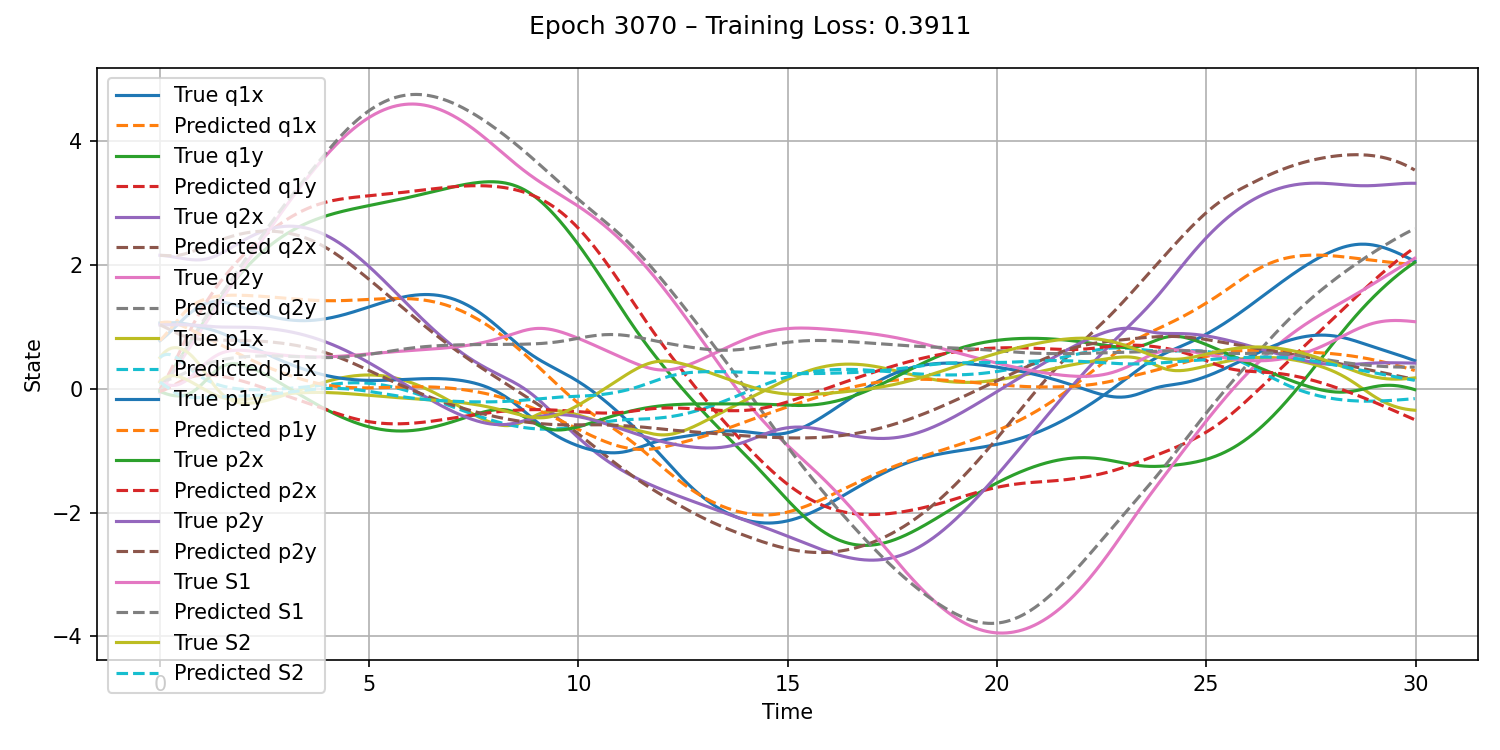 Epoch 3070 – Training Loss: 0.3911
True q1x
Predicted q1x
True q1y
Predicted q1y
True q2x
Predicted q2x
True q2y
Predicted q2y
True p1x
Predicted p1x
True p1y
Predicted p1y
True p2x
Predicted p2x
True p2y
Predicted p2y
True S1
Predicted S1
True S2
Predicted S2
4
2
0
−2
−4
State
0 5 10 15 20 25 30
Time